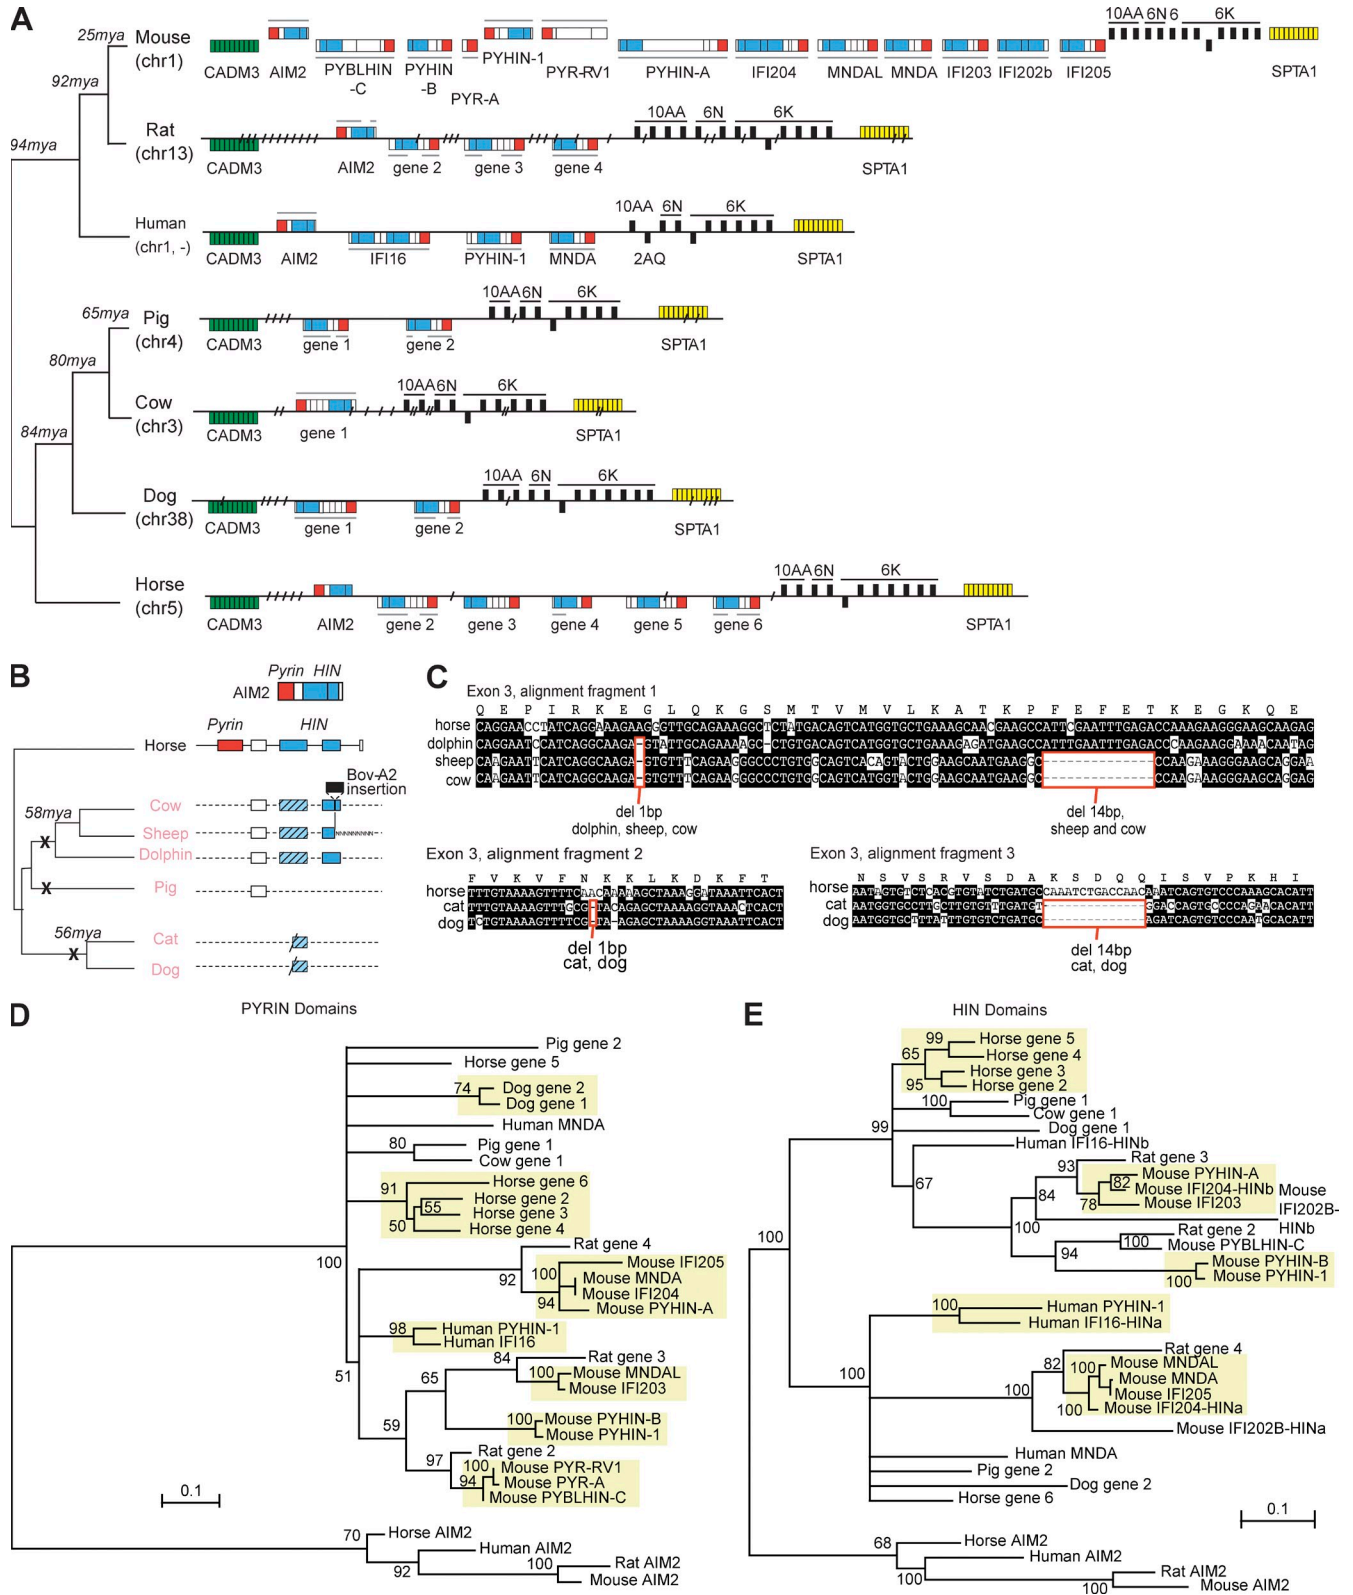 A
25mya
92mya
94mya
Mouse
(chr1)
CADM3
AIM2
PYBLHIN
-C
PYHIN
-B
PYR-A
PYHIN-1
PYR-RV1
PYHIN-A
IFI204
MNDAL
MNDA
IFI203
IFI202b
IFI205
10AA 6N 6 6K
SPTA1
Rat
(chr13)
CADM3
AIM2
gene 2
gene 3
gene 4
10AA 6N 6K
SPTA1
Human
(chr1, -)
CADM3
AIM2
IFI16
PYHIN-1
MNDA
10AA 6N 6K
2AQ
SPTA1
65mya
80mya
84mya
Pig
(chr4)
CADM3
gene 1
gene 2
10AA 6N 6K
SPTA1
Cow
(chr3)
CADM3
gene 1
10AA 6N 6K
SPTA1
Dog
(chr38)
CADM3
gene 1
gene 2
10AA 6N 6K
SPTA1
Horse
(chr5)
CADM3
AIM2
gene 2
gene 3
gene 4
gene 5
gene 6
10AA 6N 6K
SPTA1
B
Pyrin HIN
AIM2
Pyrin HIN
Horse
Bov-A2
insertion
58mya
Cow
Sheep
Dolphin
X
X
Pig
56mya
X
Cat
Dog
C
Exon 3, alignment fragment 1
Q E P I R K E G L Q K G S M T V M V L K A T K P F E F E T K E G K Q E
horse
dolphin
sheep
cow
del 1bp
dolphin, sheep, cow
del 14bp,
sheep and cow
Exon 3, alignment fragment 2
F V K V F N K K L K D K F T
horse
cat
dog
del 1bp
cat, dog
Exon 3, alignment fragment 3
N S V S R V S D A K S D Q Q I S V P K H I
horse
cat
dog
del 14bp
cat, dog
D
PYRIN Domains
Pig gene 2
Horse gene 5
74
Dog gene 2
Dog gene 1
Human MNDA
80
Pig gene 1
Cow gene 1
91
Horse gene 6
55
Horse gene 2
Horse gene 3
50
Horse gene 4
100
92
Rat gene 4
100
94
Mouse IFI205
Mouse MNDA
Mouse IFI204
Mouse PYHIN-A
98
Human PYHIN-1
Human IFI16
51
84
Rat gene 3
65
100
Mouse MNDAL
Mouse IFI203
59
100
Mouse PYHIN-B
Mouse PYHIN-1
97
Rat gene 2
100
94
Mouse PYR-RV1
Mouse PYR-A
Mouse PYBLHIN-C
0.1
70
Horse AIM2
92
Human AIM2
100
Rat AIM2
Mouse AIM2
E
HIN Domains
99
65
95
Horse gene 5
Horse gene 4
Horse gene 3
Horse gene 2
100
Pig gene 1
Cow gene 1
99
Dog gene 1
Human IFI16-HINb
67
93
Rat gene 3
84
82
78
Mouse PYHIN-A
Mouse IFI204-HINb
Mouse IFI203
Mouse
IFI202B-
HINb
100
94
100
Rat gene 2
Mouse PYBLHIN-C
100
Mouse PYHIN-B
Mouse PYHIN-1
100
100
Human PYHIN-1
Human IFI16-HINa
100
100
82
Rat gene 4
100
100
Mouse MNDAL
Mouse MNDA
Mouse IFI205
Mouse IFI204-HINa
Mouse IFI202B-HINa
Human MNDA
Pig gene 2
Dog gene 2
Horse gene 6
0.1
68
Horse AIM2
100
Human AIM2
100
Rat AIM2
Mouse AIM2